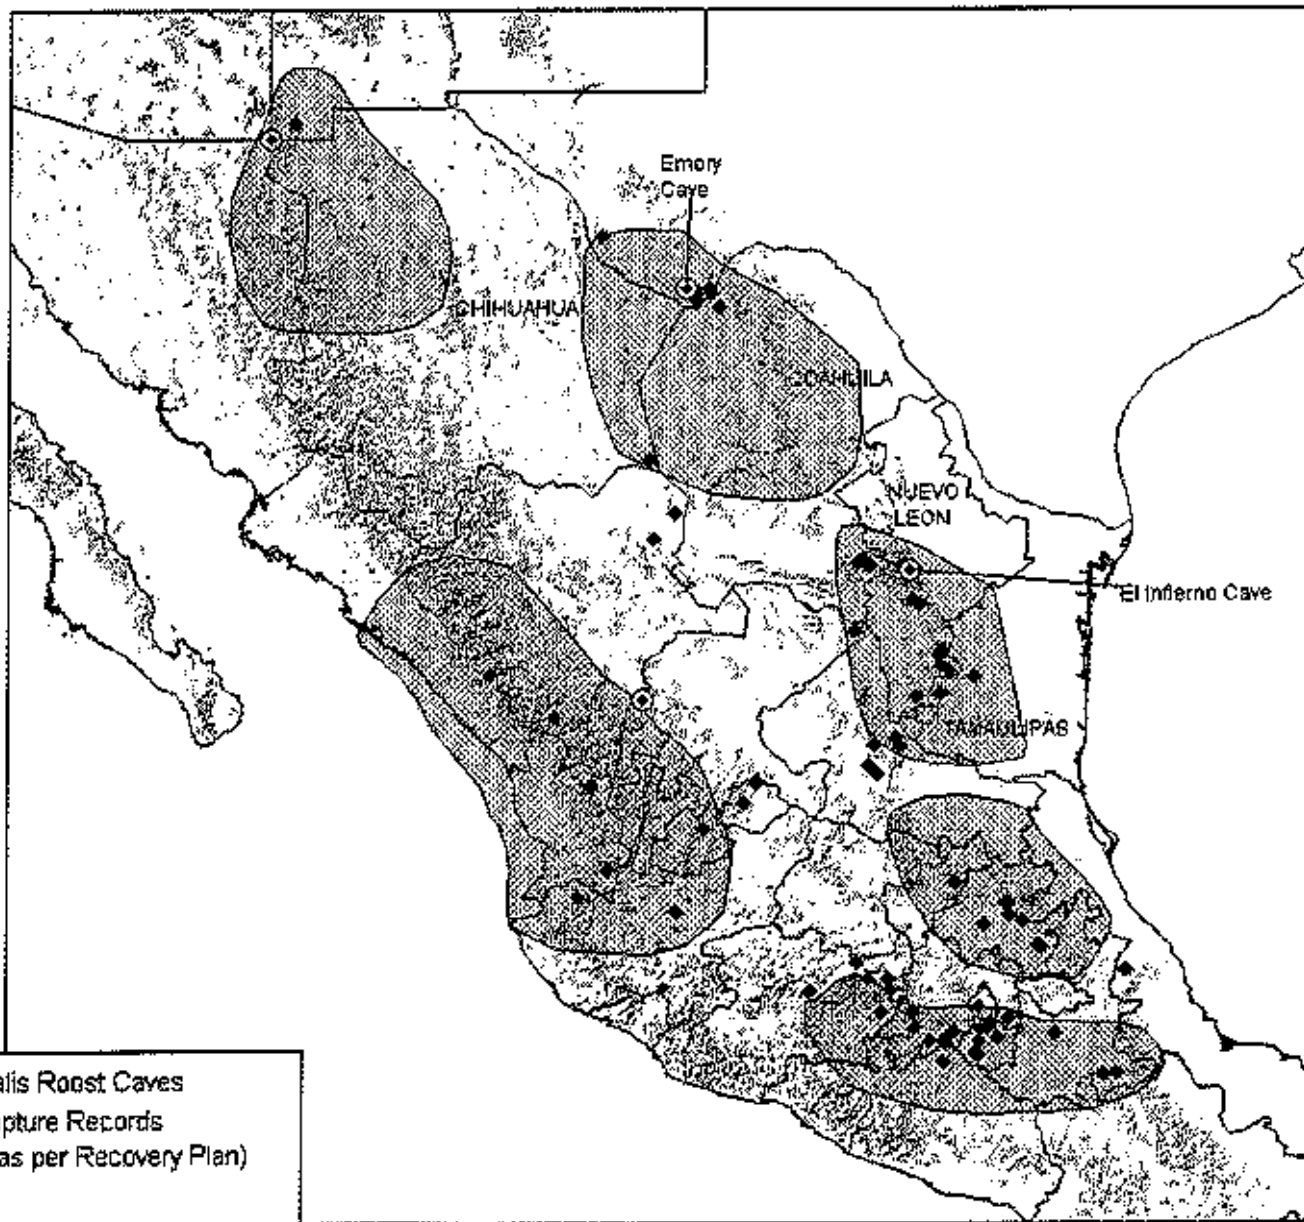 Emory
Cave
CHIHUAHUA
COAHUILA
NUEVO
LEON
El Infierno Cave
TAMAULIPAS
alis Roost Caves
pture Records
as per Recovery Plan)